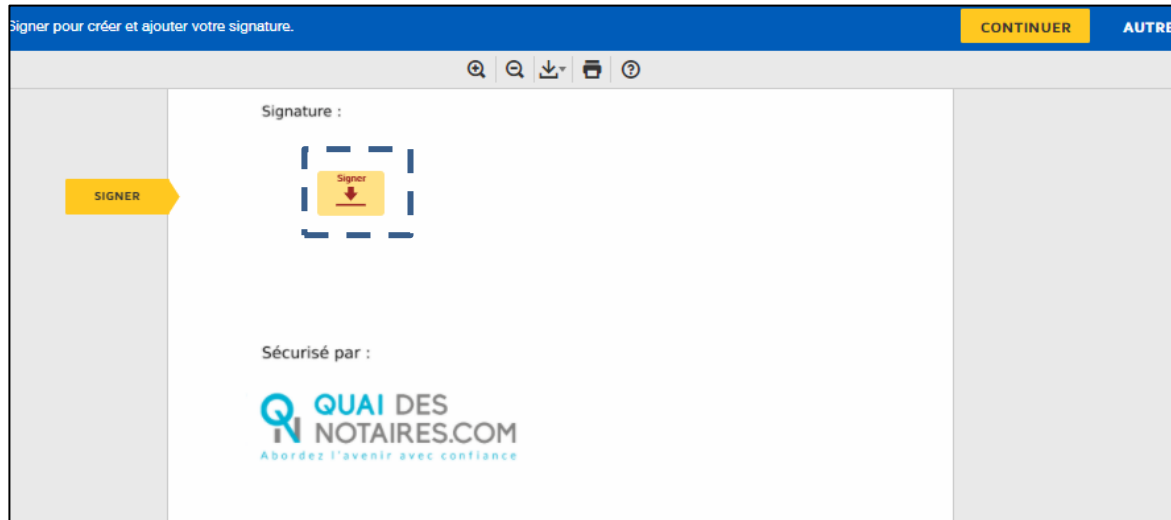 Signer pour créer et ajouter votre signature.
CONTINUER
AUTRE
Signature :
Signer
SIGNER
Sécurisé par :
QN QUAI DES
NOTAIRES.COM
Abordez l'avenir avec confiance